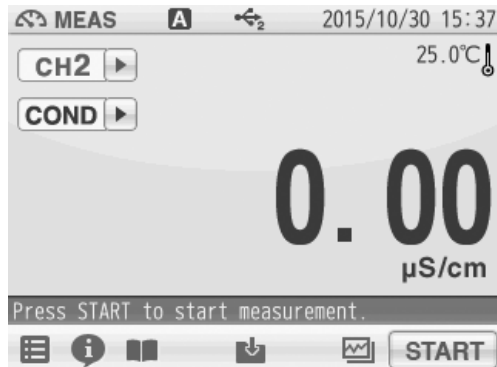 MEAS A 2 2015/10/30 15:37
CH2 25.0℃
COND
0.00
µS/cm
Press START to start measurement.
START